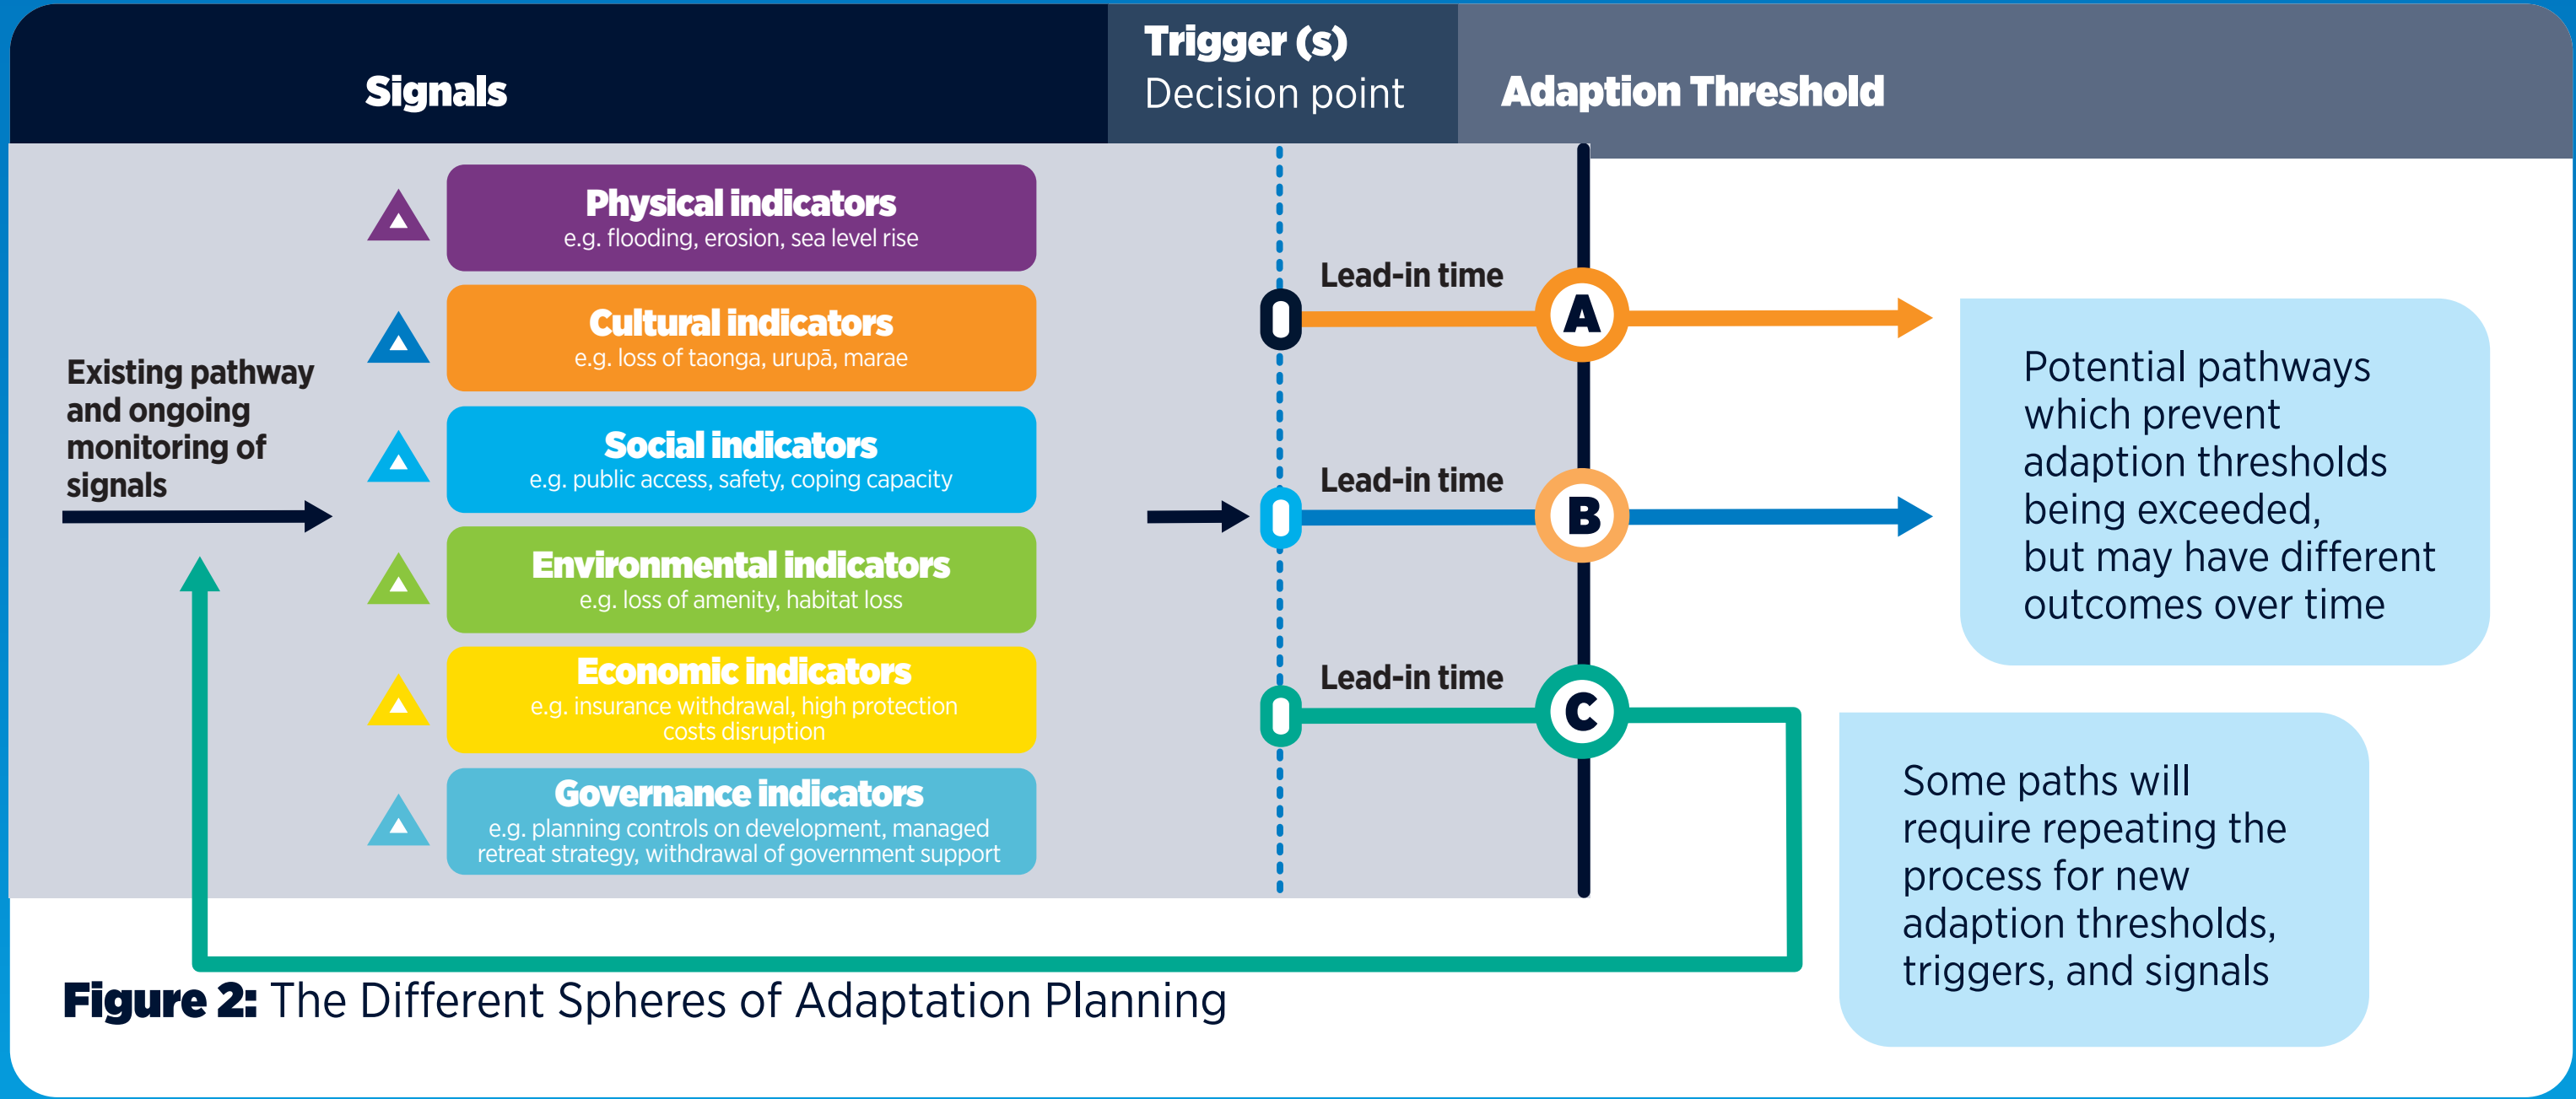 Signals
Trigger (s)
Decision point
Adaption Threshold
Existing pathway
and ongoing
monitoring of
signals
Physical indicators
e.g. flooding, erosion, sea level rise
Cultural indicators
e.g. loss of taonga, urupā, marae
Social indicators
e.g. public access, safety, coping capacity
Environmental indicators
e.g. loss of amenity, habitat loss
Economic indicators
e.g. insurance withdrawal, high protection
costs disruption
Governance indicators
e.g. planning controls on development, managed
retreat strategy, withdrawal of government support
Lead-in time
A
Lead-in time
B
Lead-in time
C
Potential pathways
which prevent
adaption thresholds
being exceeded,
but may have different
outcomes over time
Some paths will
require repeating the
process for new
adaption thresholds,
triggers, and signals
Figure 2: The Different Spheres of Adaptation Planning